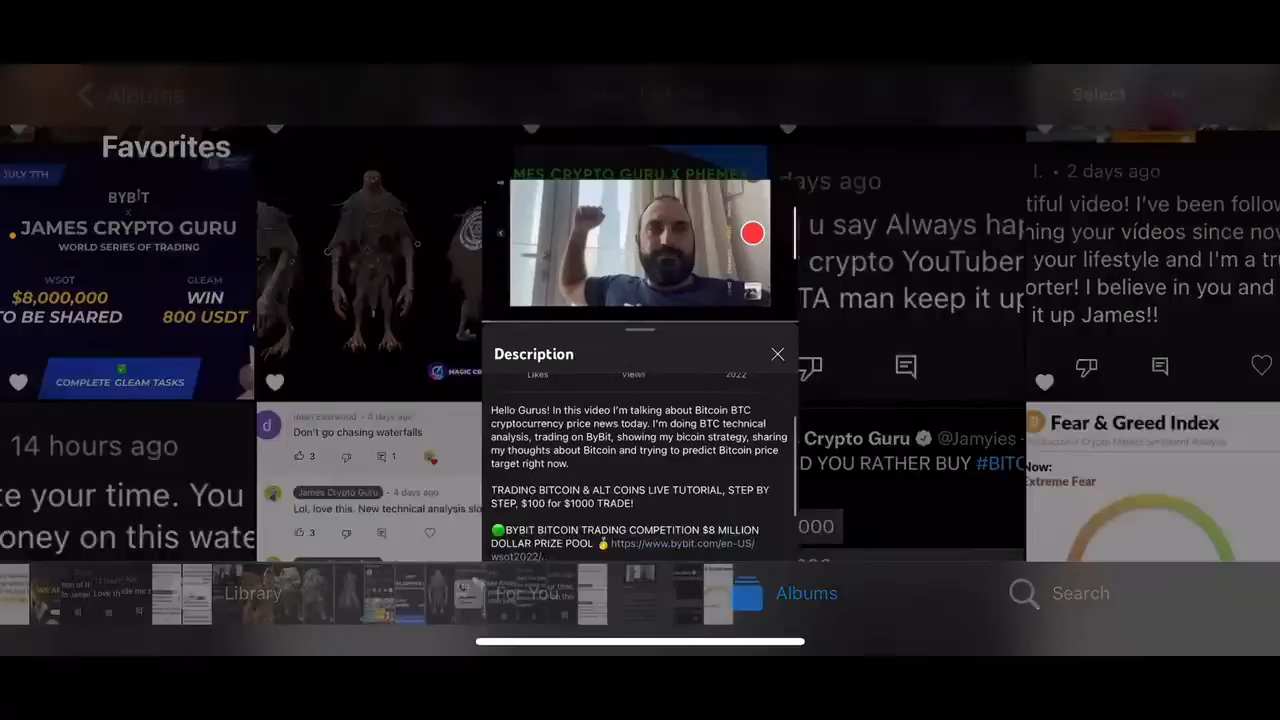 Albums
Select
Favorites
JULY 7TH
BYBIT
X
JAMES CRYPTO GURU
WORLD SERIES OF TRADING
WSOT
GLEAM
$8,000,000
WIN
TO BE SHARED
800 USDT
COMPLETE GLEAM TASKS
MES CRYPTO GURU X PHEMEX
days ago
u say Always hap
crypto YouTuber
TA man keep it up
. • 2 days ago
tiful video! I've been follow
hing your vídeos since nov
your lifestyle and I'm a tru
orter! I believe in you and
it up James!!
Description
Likes
Views
2022
Hello Gurus! In this video I'm talking about Bitcoin BTC
cryptocurrency price news today. I'm doing BTC technical
analysis, trading on ByBit, showing my bicoin strategy, sharing
my thoughts about Bitcoin and trying to predict Bitcoin price
target right now.
TRADING BITCOIN & ALT COINS LIVE TUTORIAL, STEP BY
STEP, $100 for $1000 TRADE!
BYBIT BITCOIN TRADING COMPETITION $8 MILLION
DOLLAR PRIZE POOL https://www.bybit.com/en-US/
wsot2022/..
14 hours ago
te your time. You
oney on this wate
d
4 days ago
Don't go chasing waterfalls
3
1
James Crypto Guru • 4 days ago
Lol, love this. New technical analysis slo
3
Crypto Guru @Jamyies
D YOU RATHER BUY #BITC
000
Fear & Greed Index
Now:
Extreme Fear
Library
For You
Albums
Search